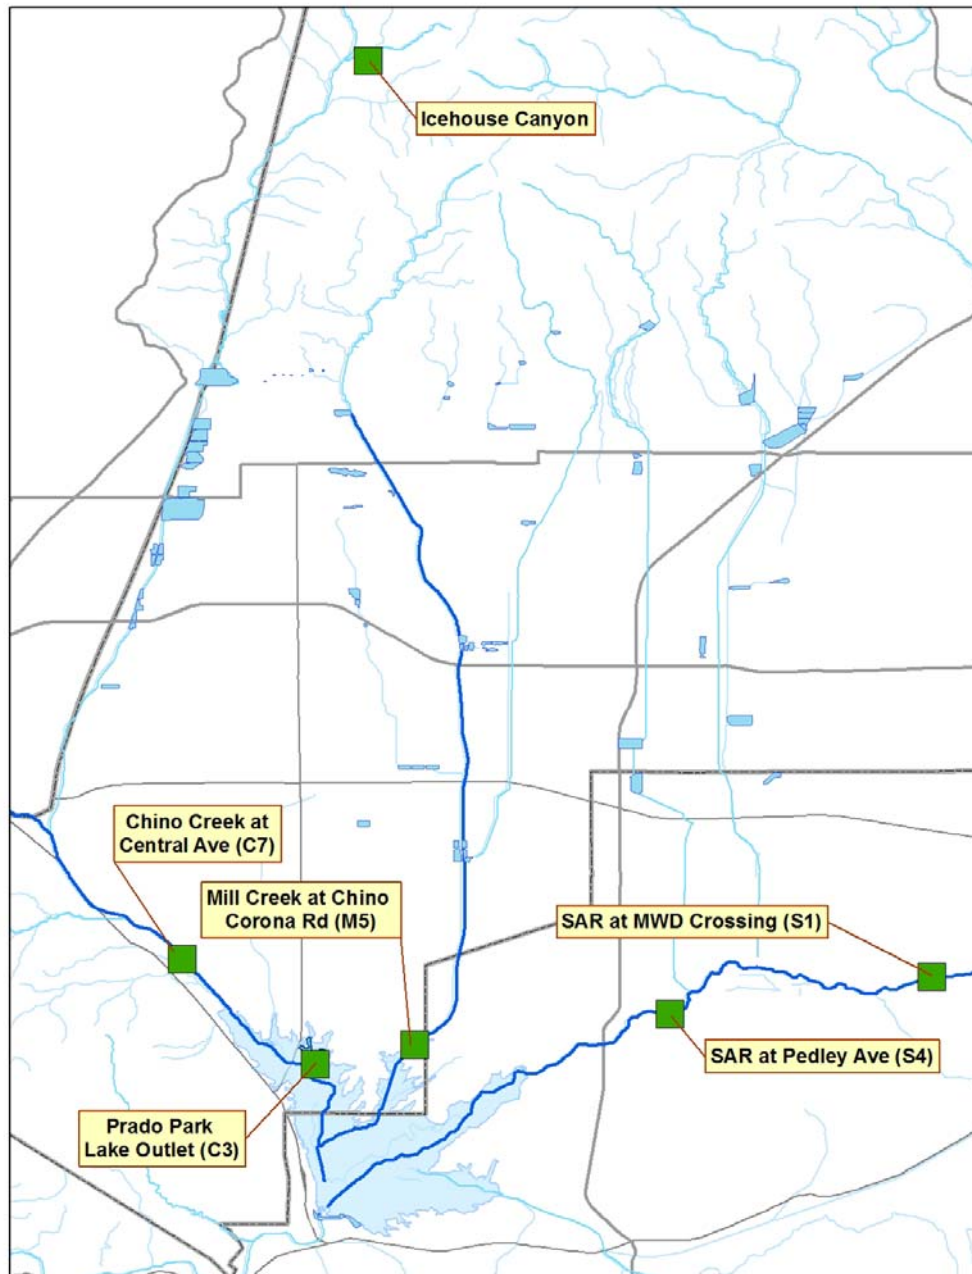 Icehouse Canyon
Chino Creek at
Central Ave (C7)
Mill Creek at Chino
Corona Rd (M5)
SAR at MWD Crossing (S1)
SAR at Pedley Ave (S4)
Prado Park
Lake Outlet (C3)